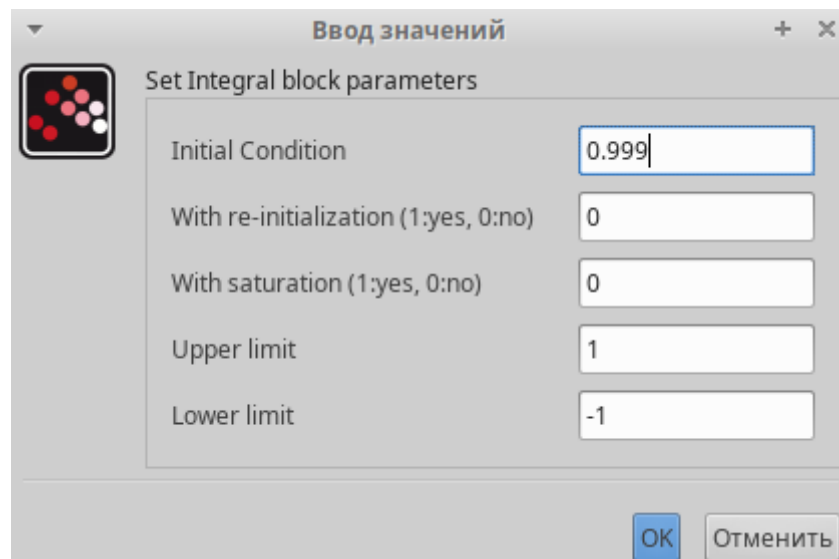 Ввод значений
Set Integral block parameters
Initial Condition 0.999
With re-initialization (1:yes, 0:no) 0
With saturation (1:yes, 0:no) 0
Upper limit 1
Lower limit -1
OK Отменить